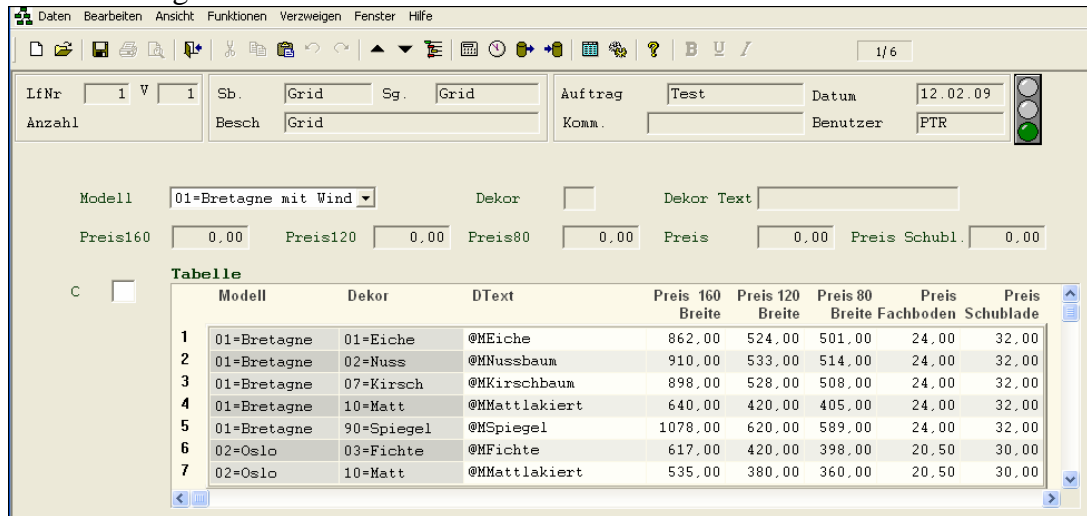 Daten Bearbeiten Ansicht Funktionen Verzweigen Fenster Hilfe
B U I 1/6
LfNr 1 V 1 Sb. Grid Sg. Grid Auftrag Test Datum 12.02.09
Anzahl Besch Grid Komm. Benutzer PTR
Modell 01=Bretagne mit Wind Dekor Dekor Text
Preis160 0,00 Preis120 0,00 Preis80 0,00 Preis 0,00 Preis Schubl. 0,00
Tabelle
C
Modell Dekor DText Preis 160 Preis 120 Preis 80 Preis Preis
Breite Breite Breite Fachboden Schublade
1 01=Bretagne 01=Eiche @MEiche 862,00 524,00 501,00 24,00 32,00
2 01=Bretagne 02=Nuss @MNussbaum 910,00 533,00 514,00 24,00 32,00
3 01=Bretagne 07=Kirsch @MKirschbaum 898,00 528,00 508,00 24,00 32,00
4 01=Bretagne 10=Matt @MMattlakiert 640,00 420,00 405,00 24,00 32,00
5 01=Bretagne 90=Spiegel @MSpiegel 1078,00 620,00 589,00 24,00 32,00
6 02=Oslo 03=Fichte @MFichte 617,00 420,00 398,00 20,50 30,00
7 02=Oslo 10=Matt @MMattlakiert 535,00 380,00 360,00 20,50 30,00